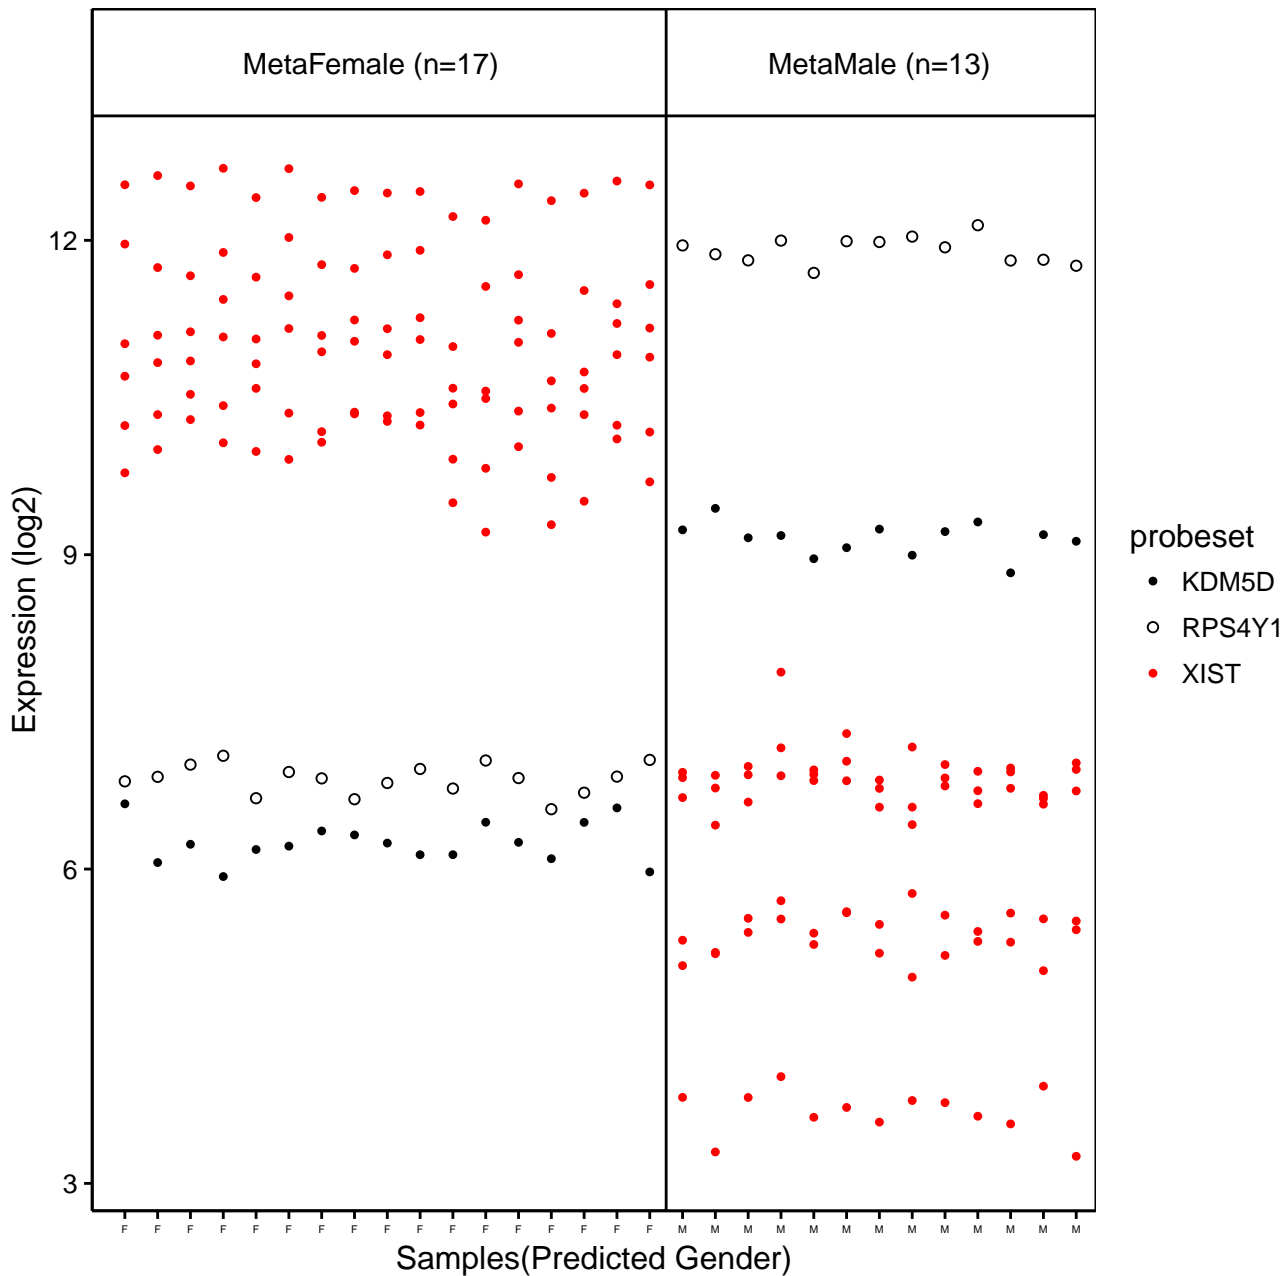 MetaFemale (n=17) MetaMale (n=13)
12
9
6
3
Expression (log2)
F F F F F F F F F F F F F F F F F M M M M M M M M M M M M M
Samples(Predicted Gender)
probeset
KDM5D
RPS4Y1
XIST